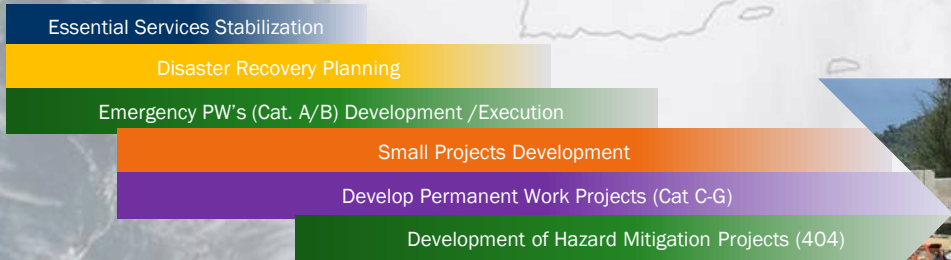 Essential Services Stabilization
Disaster Recovery Planning
Emergency PW's (Cat. A/B) Development /Execution
Small Projects Development
Develop Permanent Work Projects (Cat C-G)
Development of Hazard Mitigation Projects (404)